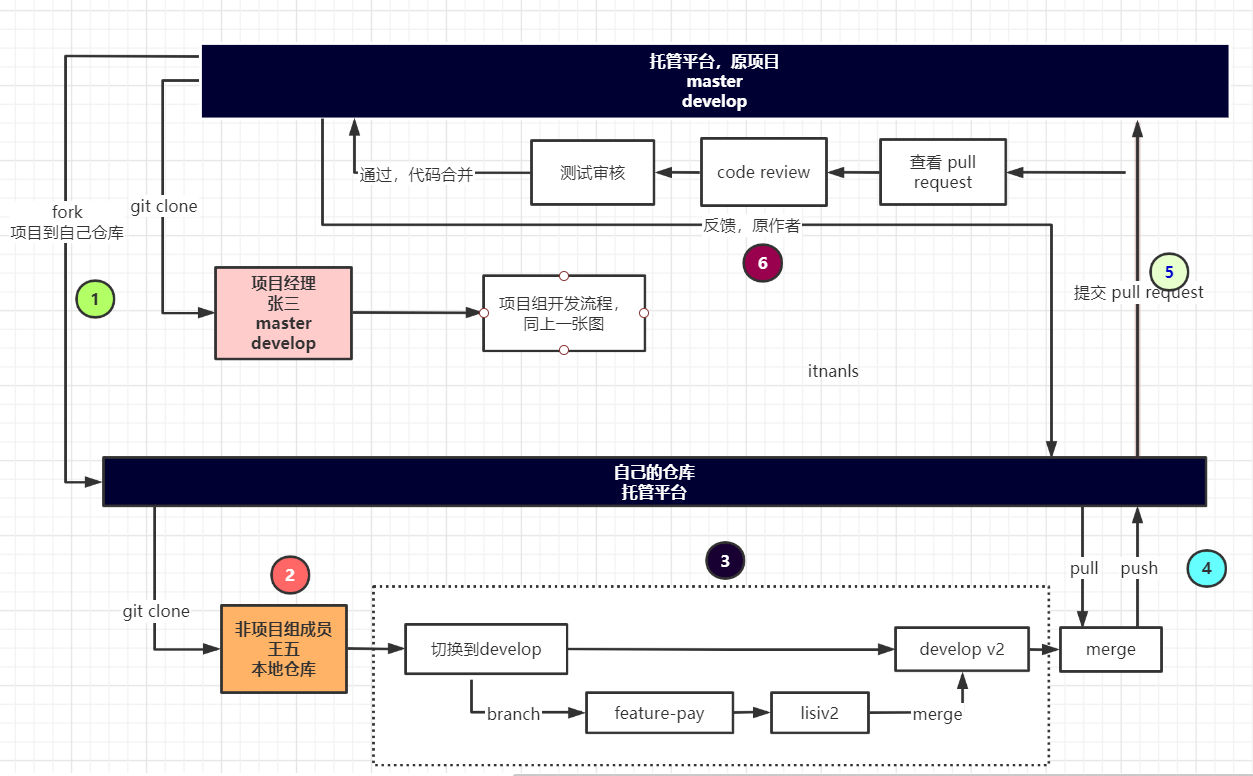 托管平台，原项目
master
develop
通过，代码合并
测试审核
code review
查看 pull
request
fork
项目到自己仓库
git clone
反馈，原作者
6
5
提交 pull request
1
项目经理
张三
master
develop
项目组开发流程，
同上一张图
itnanls
自己的仓库
托管平台
2
3
4
git clone
pull
push
非项目组成员
王五
本地仓库
切换到develop
develop v2
merge
branch
feature-pay
lisiv2
merge